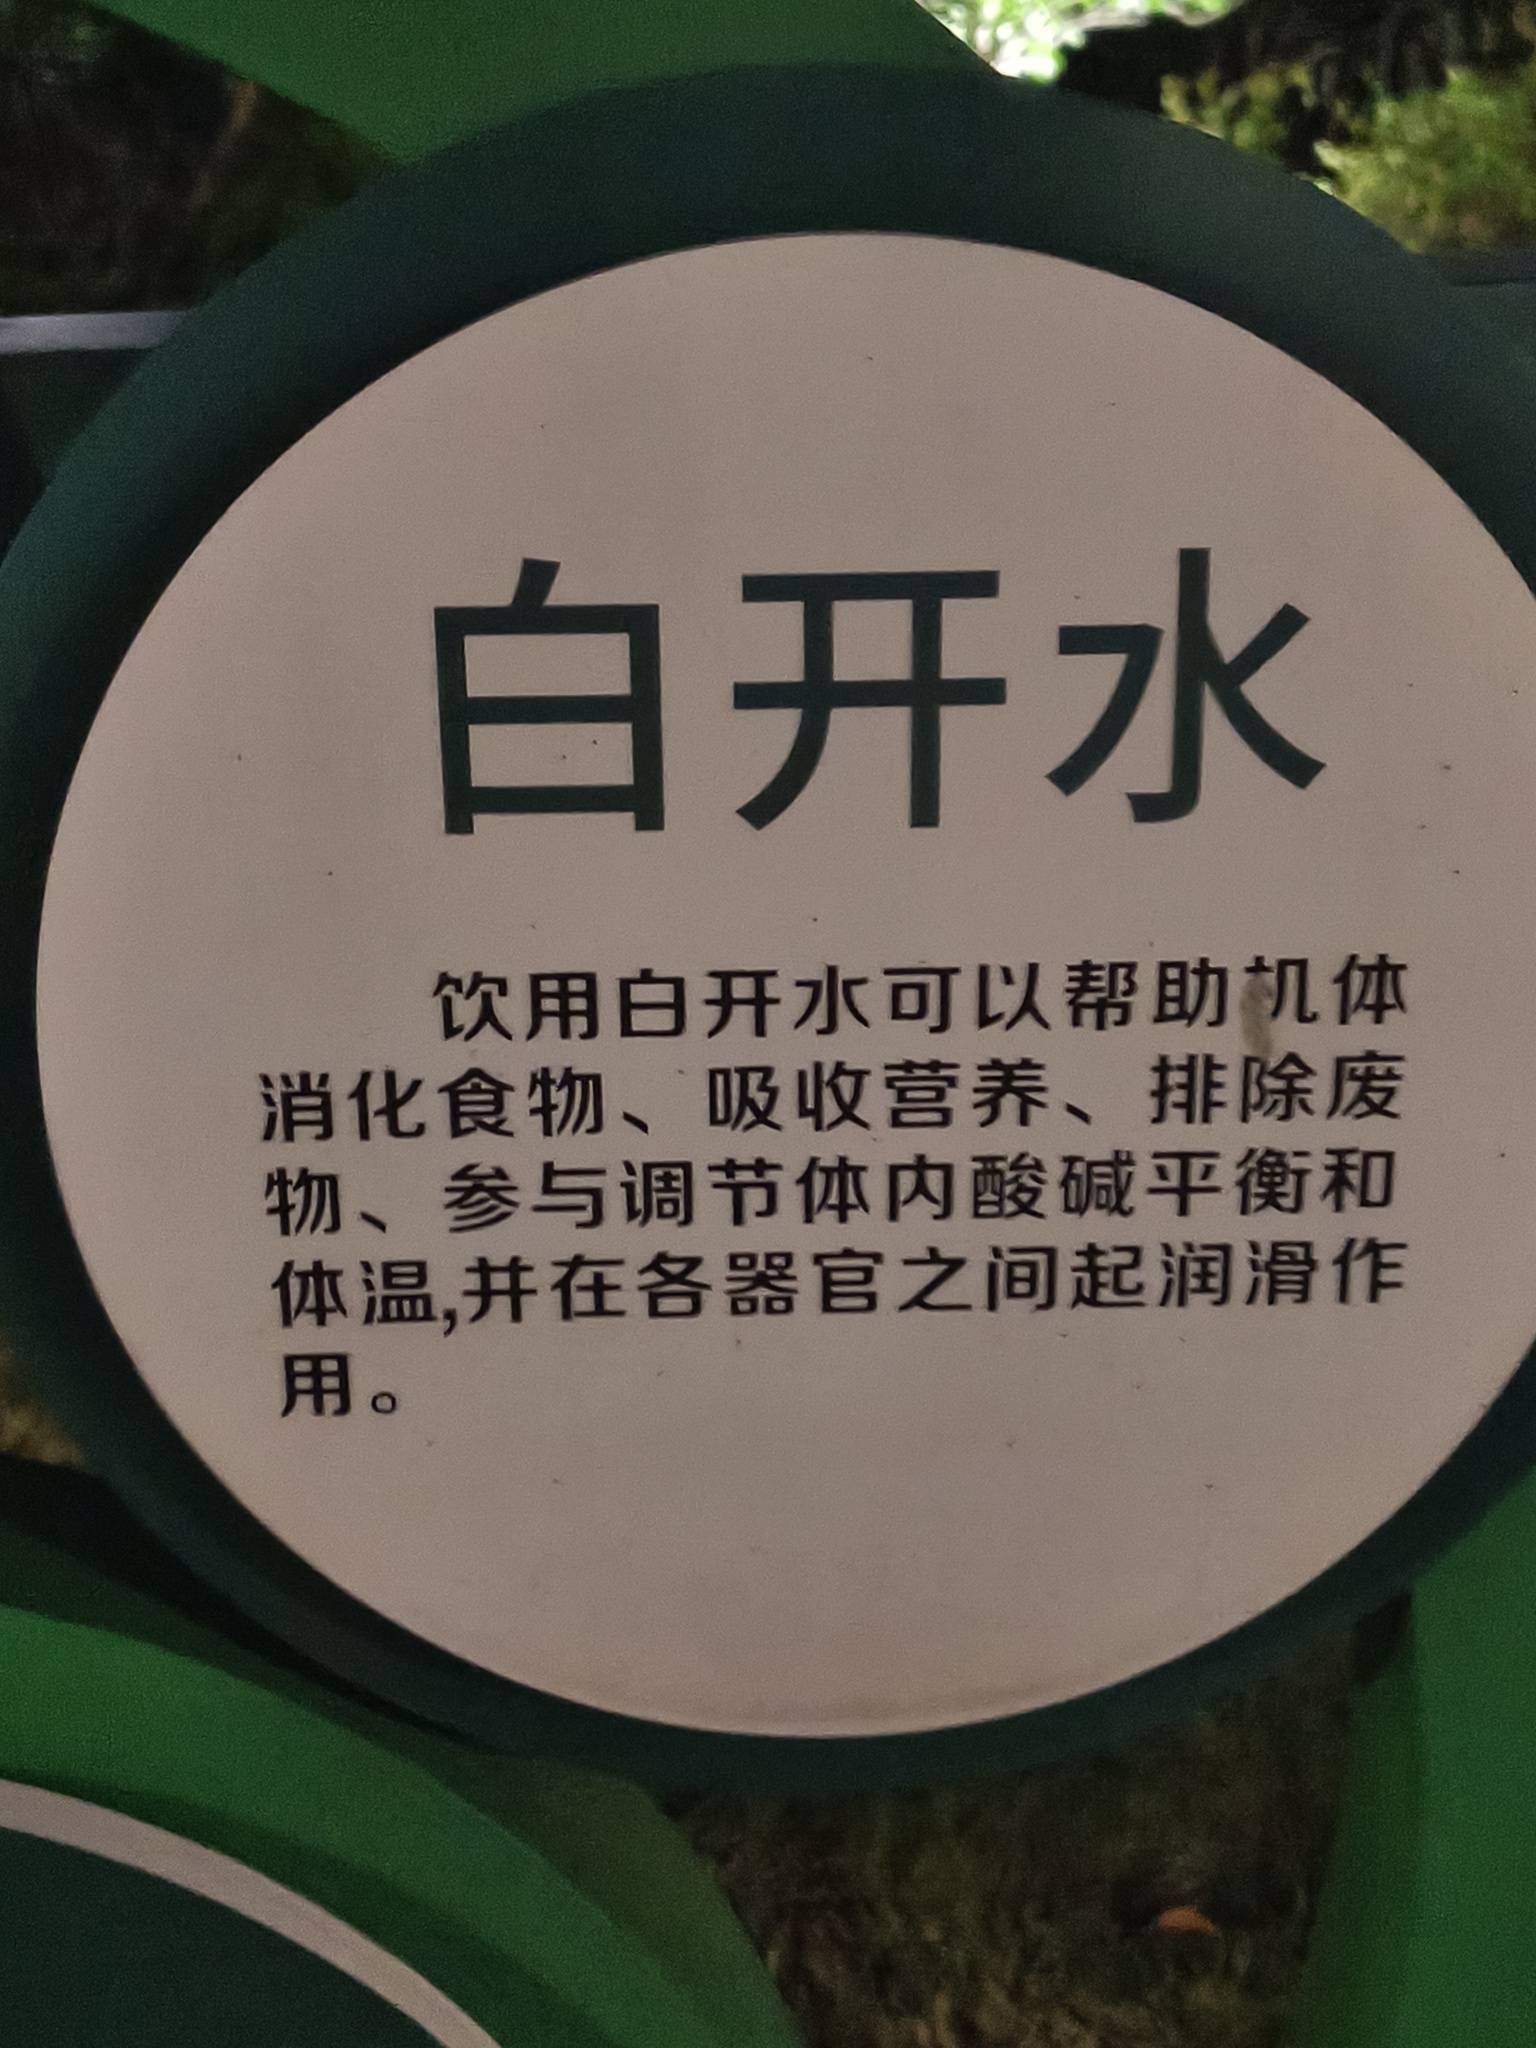 白开水
饮用白开水可以帮助机体
消化食物、吸收营养、排除废
物、参与调节体内酸碱平衡和
体温,并在各器官之间起润滑作
用。